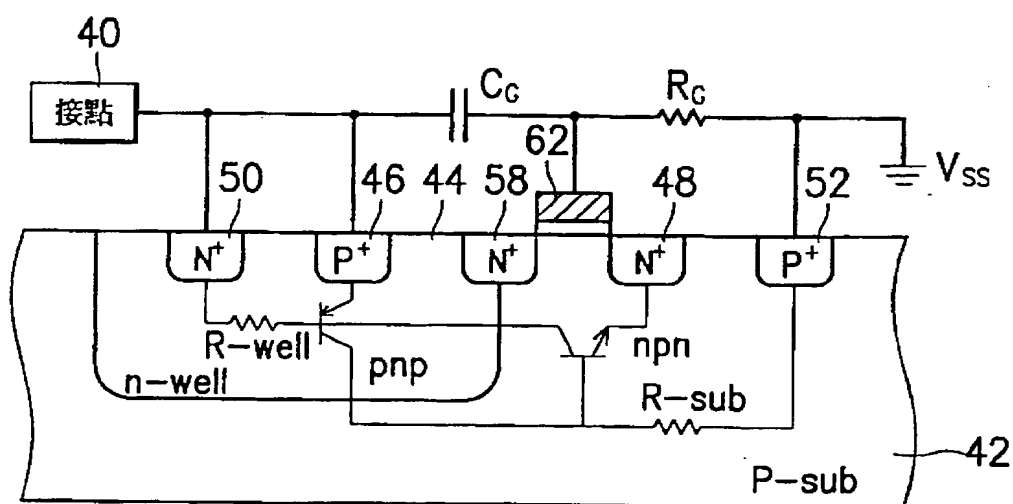 40
接點
C_G
R_G
62
V_SS
50
46
44
58
48
52
N⁺
P⁺
N⁺
N⁺
P⁺
R-well
pnp
npn
n-well
R-sub
42
P-sub